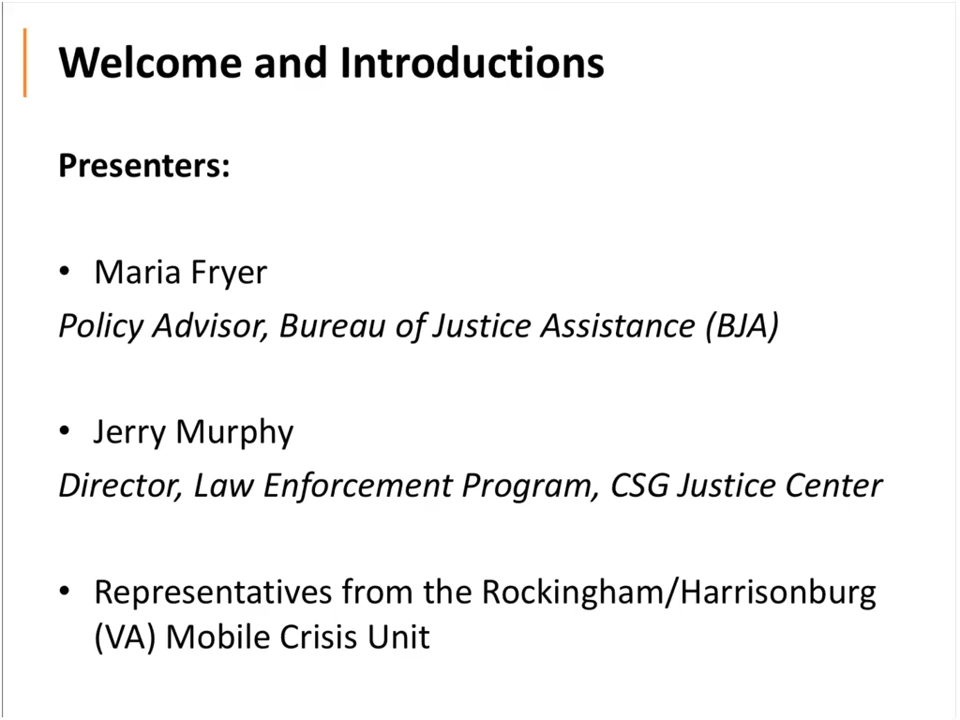 Welcome and Introductions
Presenters:
• Maria Fryer
Policy Advisor, Bureau of Justice Assistance (BJA)
• Jerry Murphy
Director, Law Enforcement Program, CSG Justice Center
• Representatives from the Rockingham/Harrisonburg
(VA) Mobile Crisis Unit